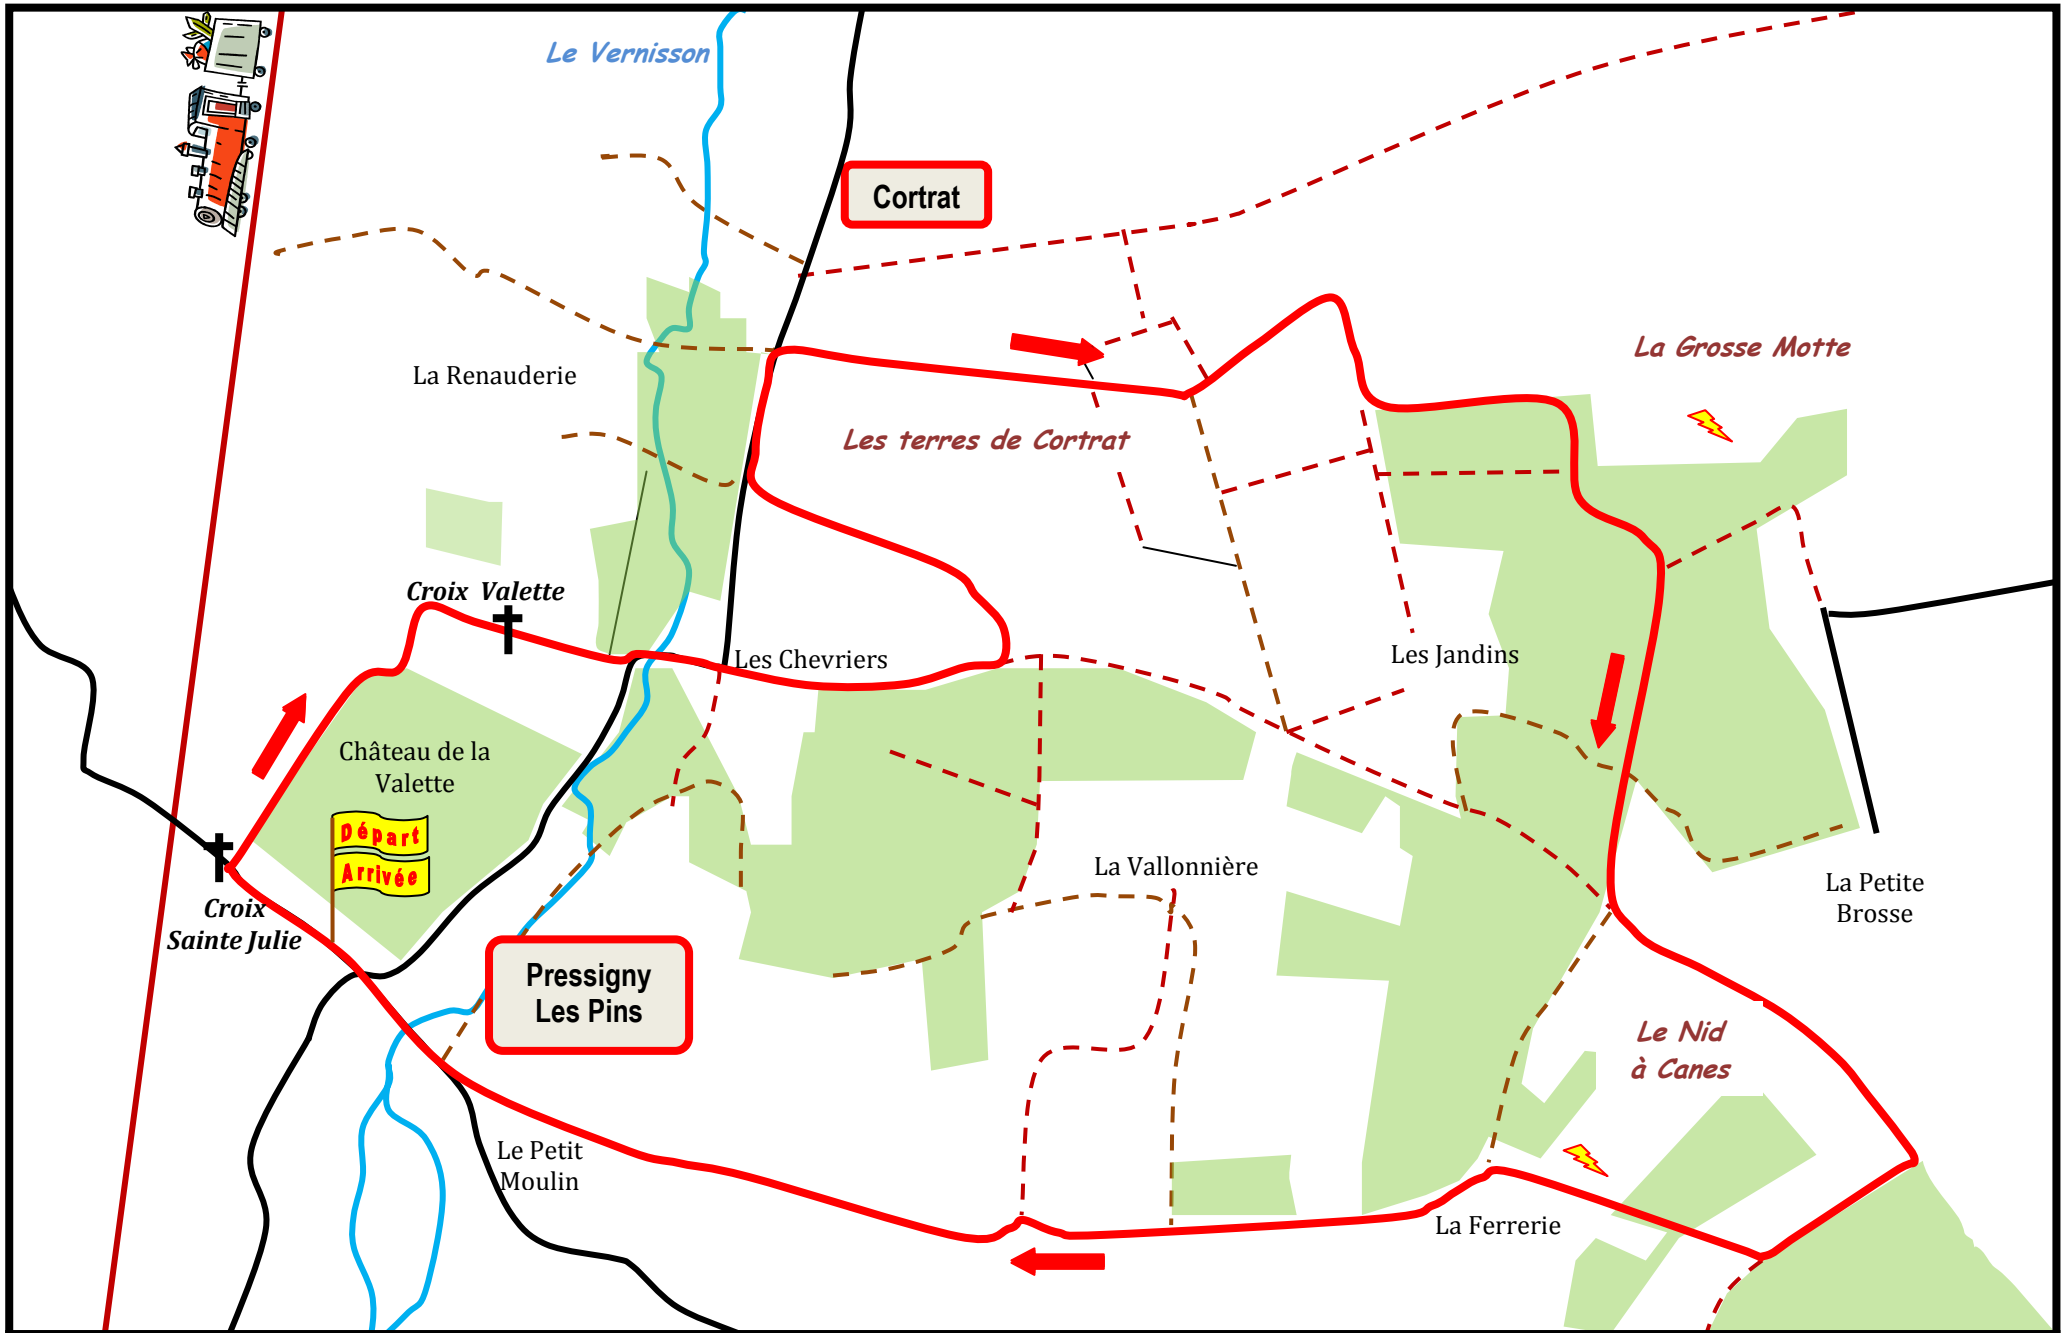 Le Vernisson
Cortrat
La Grosse Motte
La Renauderie
Les terres de Cortrat
Croix Valette
Les Chevriers
Les Jandins
Château de la
Valette
Départ
Arrivée
La Vallonnière
La Petite
Brosse
Croix
Sainte Julie
Pressigny
Les Pins
Le Nid
à Canes
Le Petit
Moulin
La Ferrerie